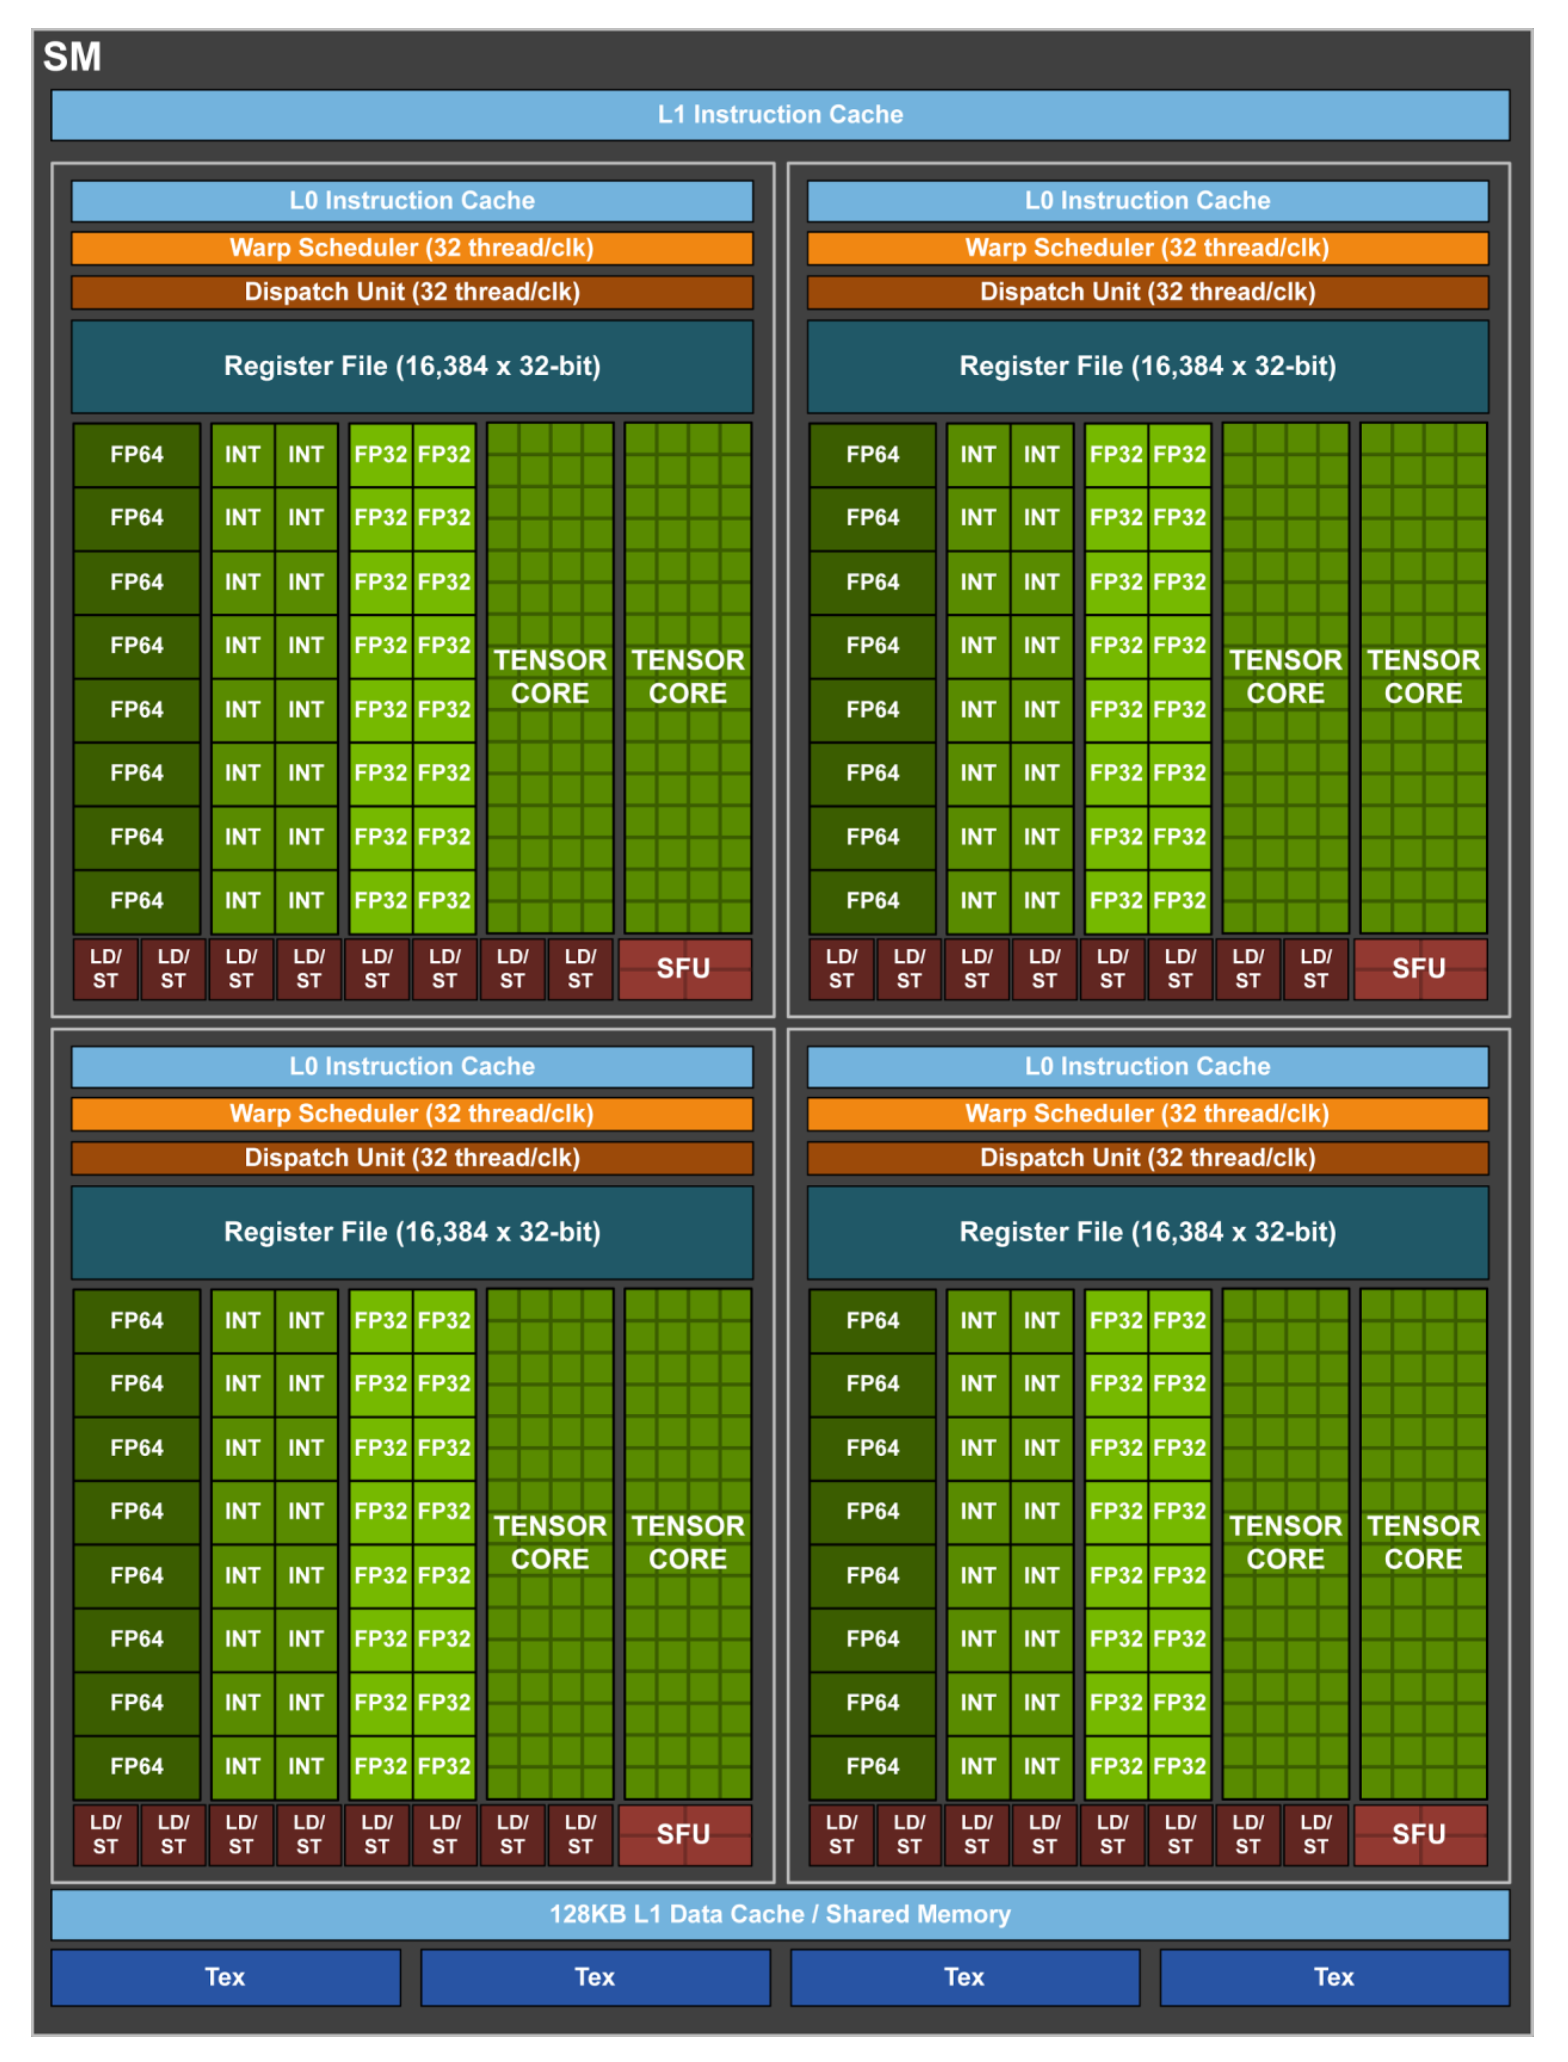 SM
L1 Instruction Cache
L0 Instruction Cache
Warp Scheduler (32 thread/clk)
Dispatch Unit (32 thread/clk)
Register File (16,384 x 32-bit)
FP64 INT INT FP32 FP32
FP64 INT INT FP32 FP32
FP64 INT INT FP32 FP32
FP64 INT INT FP32 FP32
FP64 INT INT FP32 FP32
FP64 INT INT FP32 FP32
FP64 INT INT FP32 FP32
FP64 INT INT FP32 FP32
TENSOR TENSOR
CORE CORE
LD/ LD/ LD/ LD/ LD/ LD/ LD/ LD/
ST ST ST ST ST ST ST ST
SFU
L0 Instruction Cache
Warp Scheduler (32 thread/clk)
Dispatch Unit (32 thread/clk)
Register File (16,384 x 32-bit)
FP64 INT INT FP32 FP32
FP64 INT INT FP32 FP32
FP64 INT INT FP32 FP32
FP64 INT INT FP32 FP32
FP64 INT INT FP32 FP32
FP64 INT INT FP32 FP32
FP64 INT INT FP32 FP32
FP64 INT INT FP32 FP32
TENSOR TENSOR
CORE CORE
LD/ LD/ LD/ LD/ LD/ LD/ LD/ LD/
ST ST ST ST ST ST ST ST
SFU
L0 Instruction Cache
Warp Scheduler (32 thread/clk)
Dispatch Unit (32 thread/clk)
Register File (16,384 x 32-bit)
FP64 INT INT FP32 FP32
FP64 INT INT FP32 FP32
FP64 INT INT FP32 FP32
FP64 INT INT FP32 FP32
FP64 INT INT FP32 FP32
FP64 INT INT FP32 FP32
FP64 INT INT FP32 FP32
FP64 INT INT FP32 FP32
TENSOR TENSOR
CORE CORE
LD/ LD/ LD/ LD/ LD/ LD/ LD/ LD/
ST ST ST ST ST ST ST ST
SFU
L0 Instruction Cache
Warp Scheduler (32 thread/clk)
Dispatch Unit (32 thread/clk)
Register File (16,384 x 32-bit)
FP64 INT INT FP32 FP32
FP64 INT INT FP32 FP32
FP64 INT INT FP32 FP32
FP64 INT INT FP32 FP32
FP64 INT INT FP32 FP32
FP64 INT INT FP32 FP32
FP64 INT INT FP32 FP32
FP64 INT INT FP32 FP32
TENSOR TENSOR
CORE CORE
LD/ LD/ LD/ LD/ LD/ LD/ LD/ LD/
ST ST ST ST ST ST ST ST
SFU
128KB L1 Data Cache / Shared Memory
Tex Tex Tex Tex